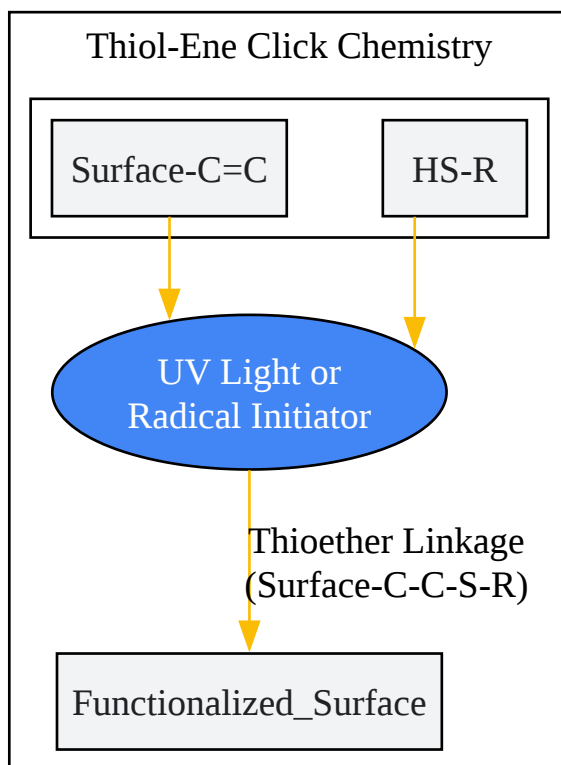 Thiol-Ene Click Chemistry
Surface-C=C
HS-R
UV Light or
Radical Initiator
Thioether Linkage
(Surface-C-C-S-R)
Functionalized_Surface